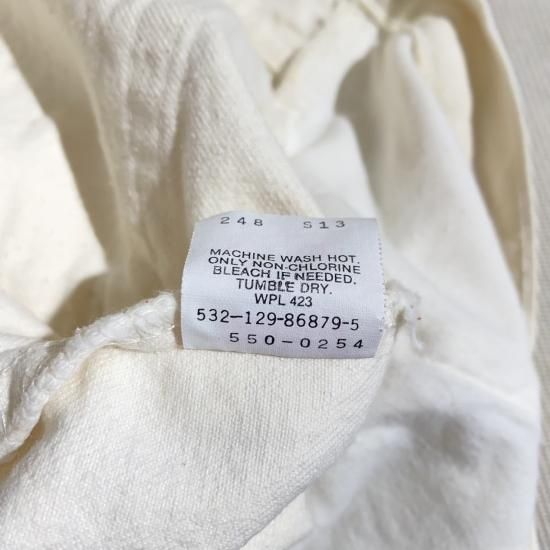 248 S13
MACHINE WASH HOT.
ONLY NON-CHLORINE
BLEACH IF NEEDED.
TUMBLE DRY.
WPL 423
532-129-86879-5
550-0254